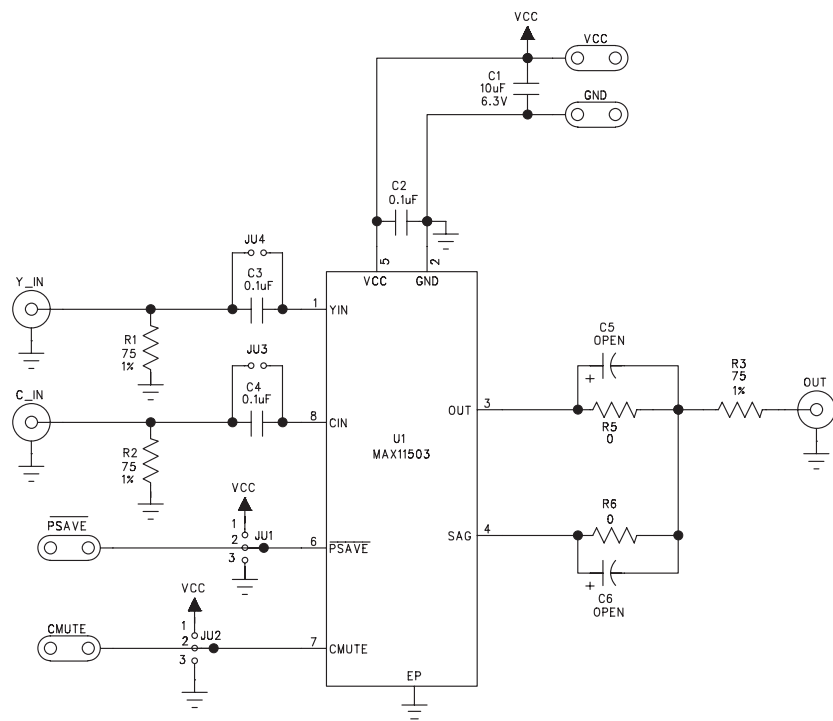 VCC
VCC
C1
10uF
6.3V
GND
C2
0.1uF
JU4
5
2
Y_IN
C3
0.1uF
VCC
GND
1
YIN
R1
75
1%
JU3
C5
OPEN
+
R3
75
1%
OUT
C_IN
C4
0.1uF
8
CIN
OUT
3
R5
0
U1
MAX11503
R2
75
1%
VCC
R6
0
PSAVE
1
2
3
JU1
6
PSAVE
SAG
4
+
C6
OPEN
VCC
CMUTE
1
2
3
JU2
7
CMUTE
EP